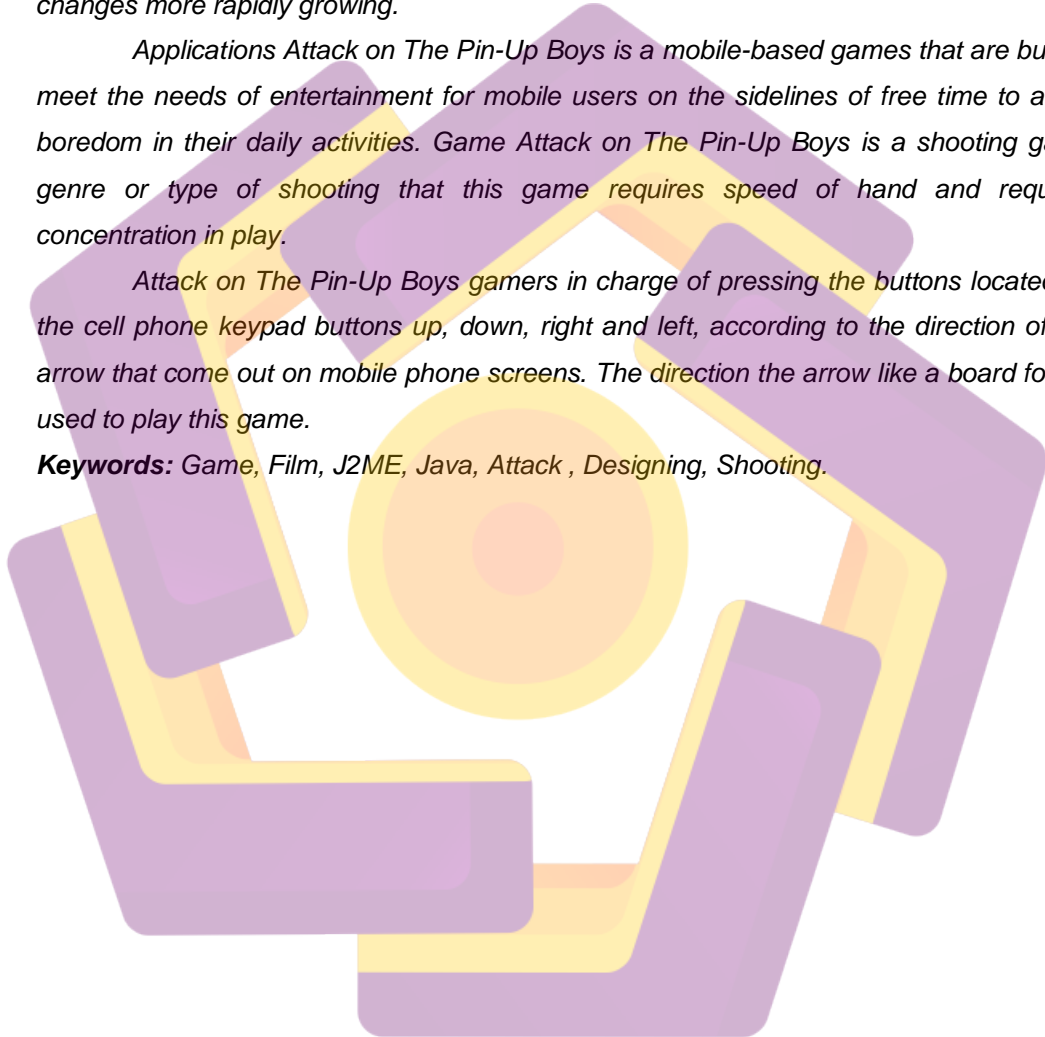 changes more rapidly growing.
Applications Attack on The Pin-Up Boys is a mobile-based games that are bu
meet the needs of entertainment for mobile users on the sidelines of free time to a
boredom in their daily activities. Game Attack on The Pin-Up Boys is a shooting g
genre or type of shooting that this game requires speed of hand and requ
concentration in play.
Attack on The Pin-Up Boys gamers in charge of pressing the buttons located
the cell phone keypad buttons up, down, right and left, according to the direction of
arrow that come out on mobile phone screens. The direction the arrow like a board fo
used to play this game.
Keywords: Game, Film, J2ME, Java, Attack , Designing, Shooting.